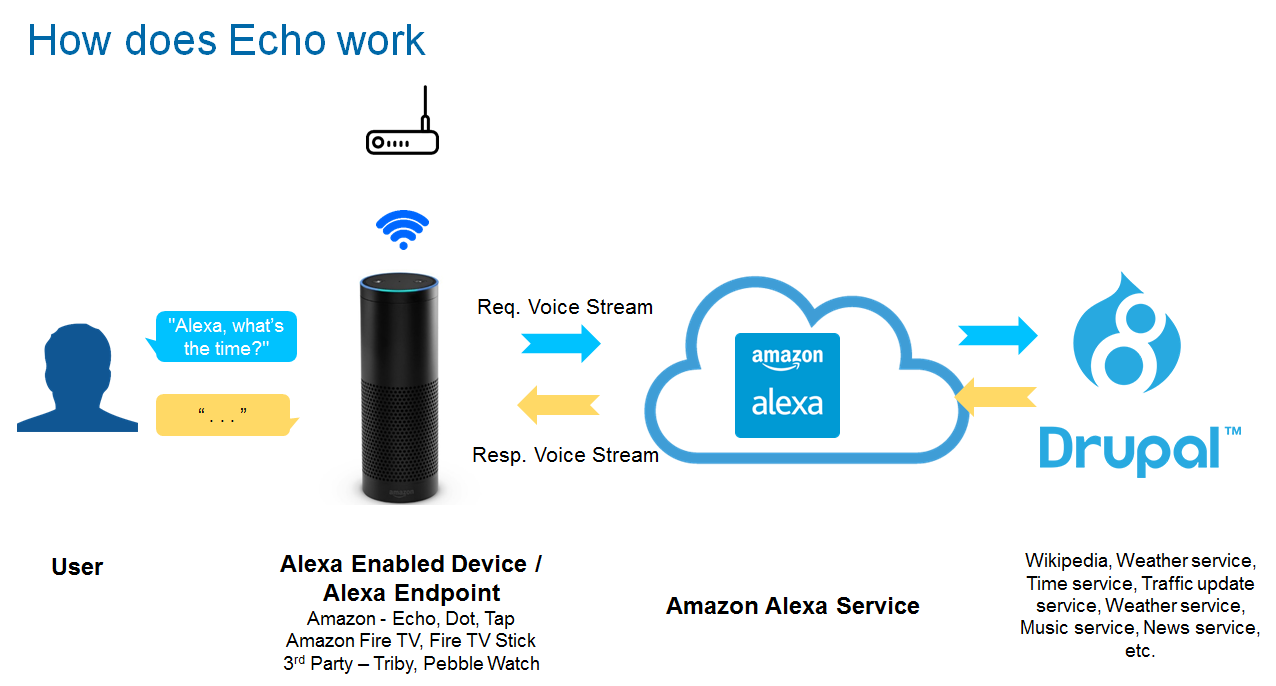 How does Echo work
"Alexa, what's
the time?"
“ . . . ”
amazon
Req. Voice Stream
Resp. Voice Stream
amazon
alexa
Drupal™
User
Alexa Enabled Device /
Alexa Endpoint
Amazon - Echo, Dot, Tap
Amazon Fire TV, Fire TV Stick
3rd Party – Triby, Pebble Watch
Amazon Alexa Service
Wikipedia, Weather service,
Time service, Traffic update
service, Weather service,
Music service, News service,
etc.